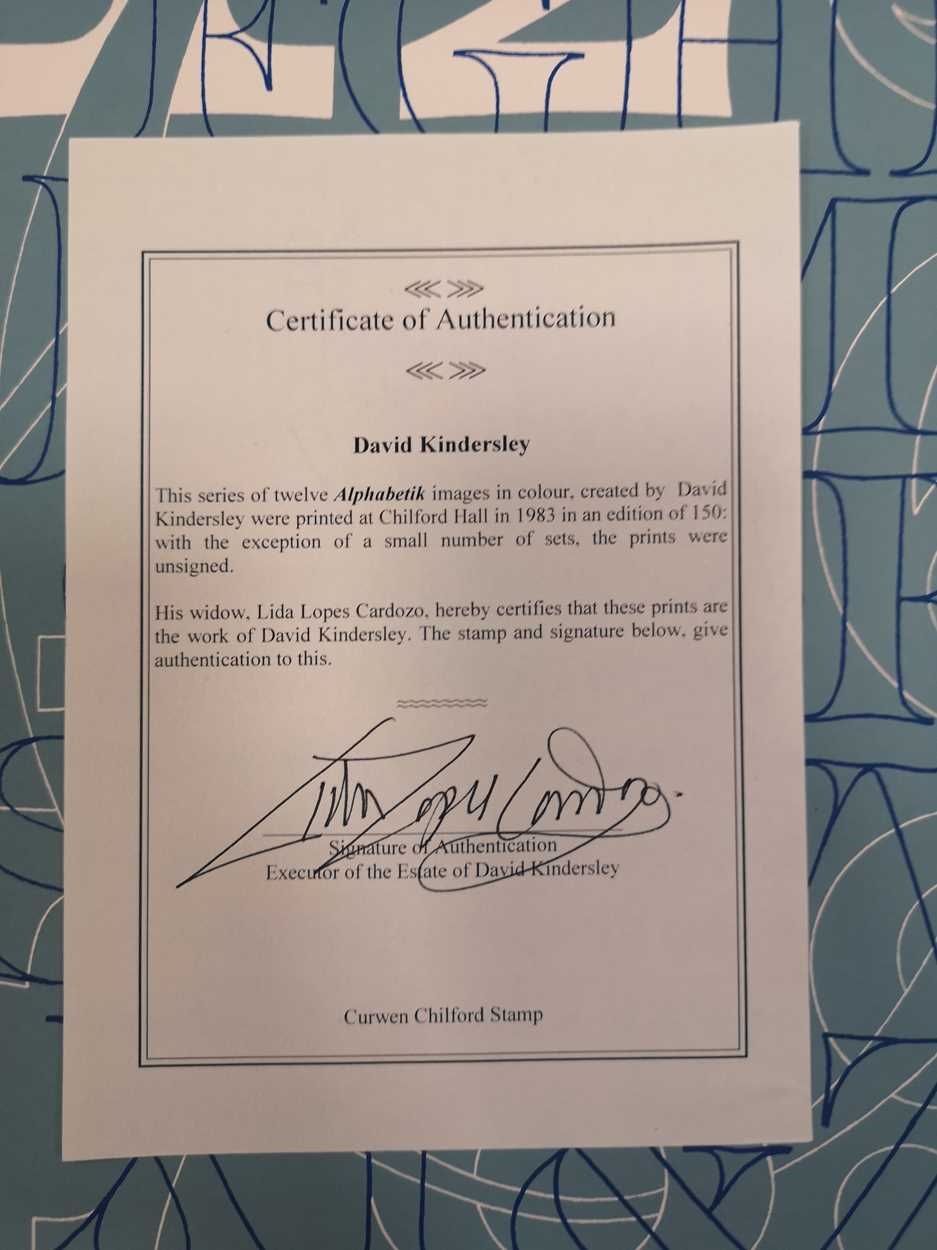 <<< >>>
Certificate of Authentication
<<< >>>
David Kindersley
This series of twelve Alphabetik images in colour, created by David
Kindersley were printed at Chilford Hall in 1983 in an edition of 150:
with the exception of a small number of sets, the prints were
unsigned.
His widow, Lida Lopes Cardozo, hereby certifies that these prints are
the work of David Kindersley. The stamp and signature below, give
authentication to this.
Lida Lopes Cardozo.
Signature of Authentication
Executor of the Estate of David Kindersley
Curwen Chilford Stamp